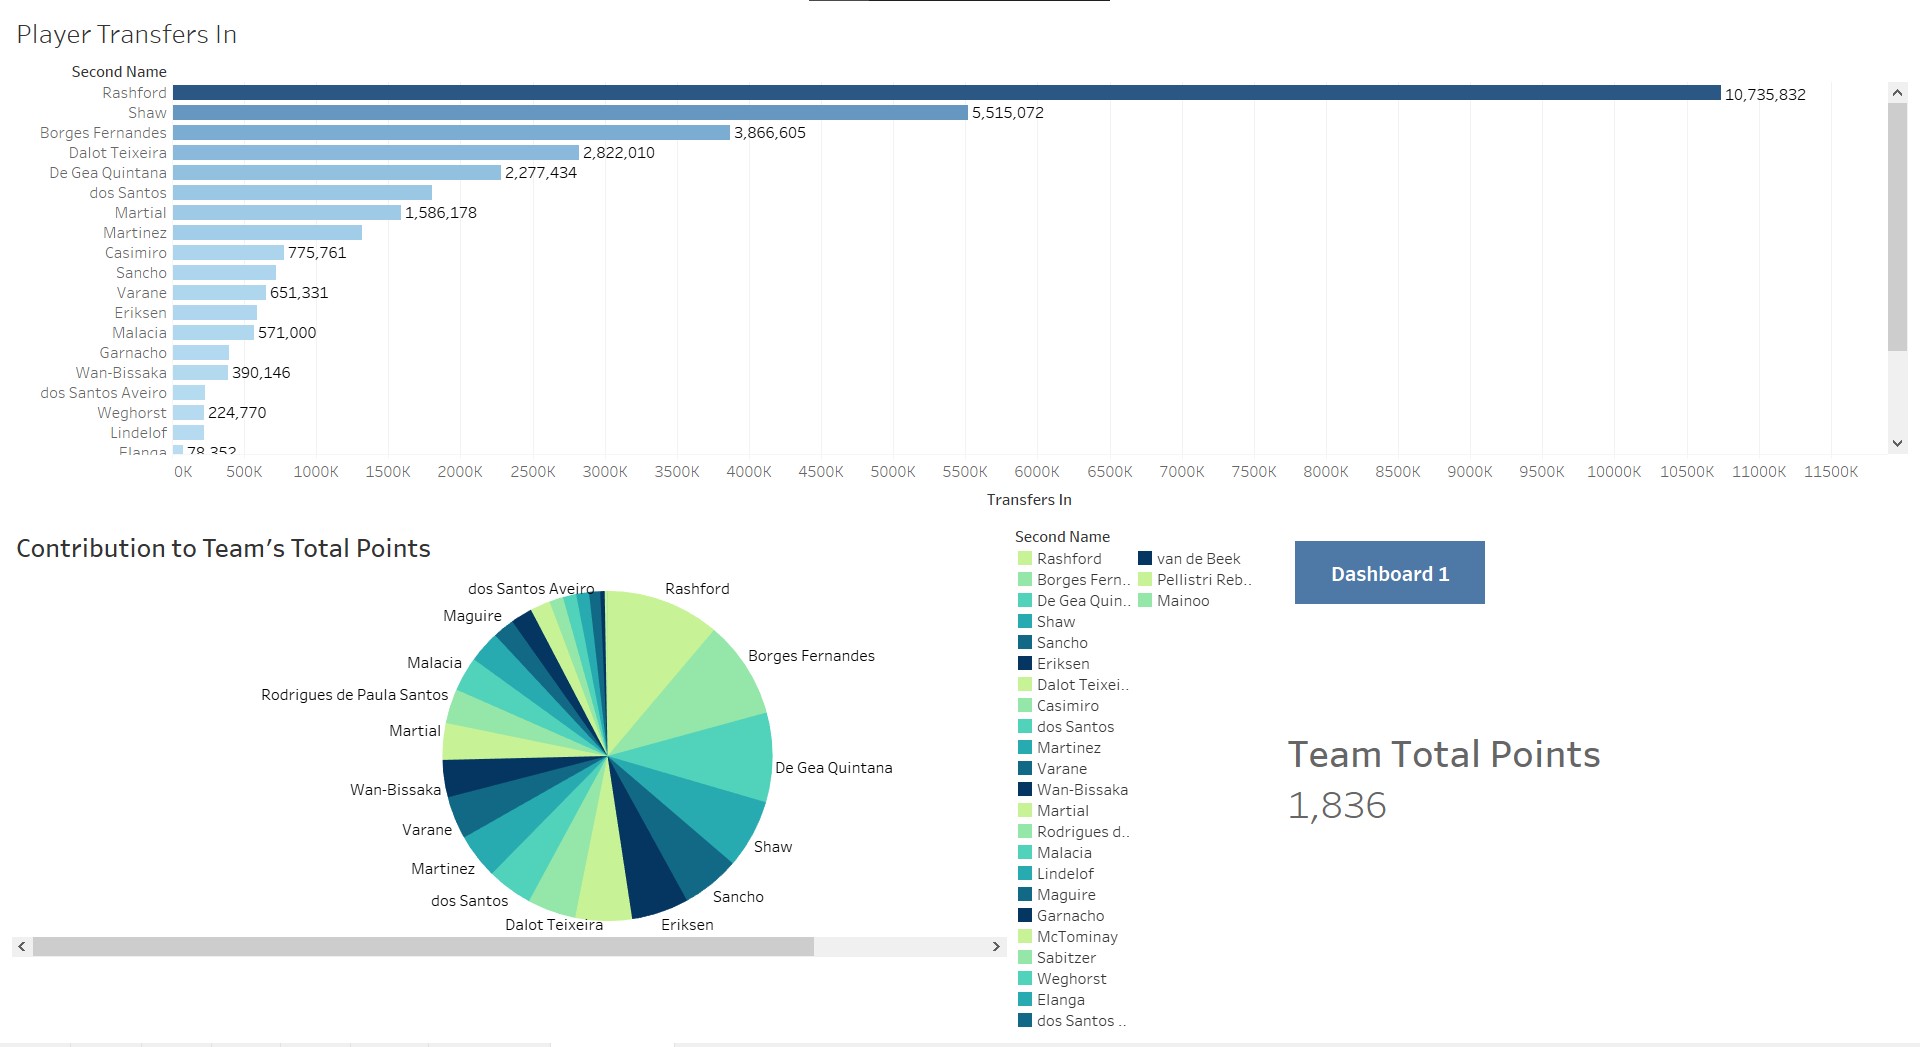 Player Transfers In
Second Name
Rashford 10,735,832
Shaw 5,515,072
Borges Fernandes 3,866,605
Dalot Teixeira 2,822,010
De Gea Quintana 2,277,434
dos Santos
Martial 1,586,178
Martinez
Casimiro 775,761
Sancho
Varane 651,331
Eriksen
Malacia 571,000
Garnacho
Wan-Bissaka 390,146
dos Santos Aveiro
Weghorst 224,770
Lindelof
Elanga 78,352
0K 500K 1000K 1500K 2000K 2500K 3000K 3500K 4000K 4500K 5000K 5500K 6000K 6500K 7000K 7500K 8000K 8500K 9000K 9500K 10000K 10500K 11000K 11500K
Transfers In
Contribution to Team's Total Points
dos Santos Aveiro
Rashford
Maguire
Borges Fernandes
Malacia
Rodrigues de Paula Santos
Martial
De Gea Quintana
Wan-Bissaka
Varane
Shaw
Martinez
Sancho
dos Santos
Dalot Teixeira
Eriksen
Second Name
Rashford
Borges Fern..
De Gea Quin..
Shaw
Sancho
Eriksen
Dalot Teixei..
Casimiro
dos Santos
Martinez
Varane
Wan-Bissaka
Martial
Rodrigues d..
Malacia
Lindelof
Maguire
Garnacho
McTominay
Sabitzer
Weghorst
Elanga
dos Santos ..
van de Beek
Pellistri Reb..
Mainoo
Dashboard 1
Team Total Points
1,836